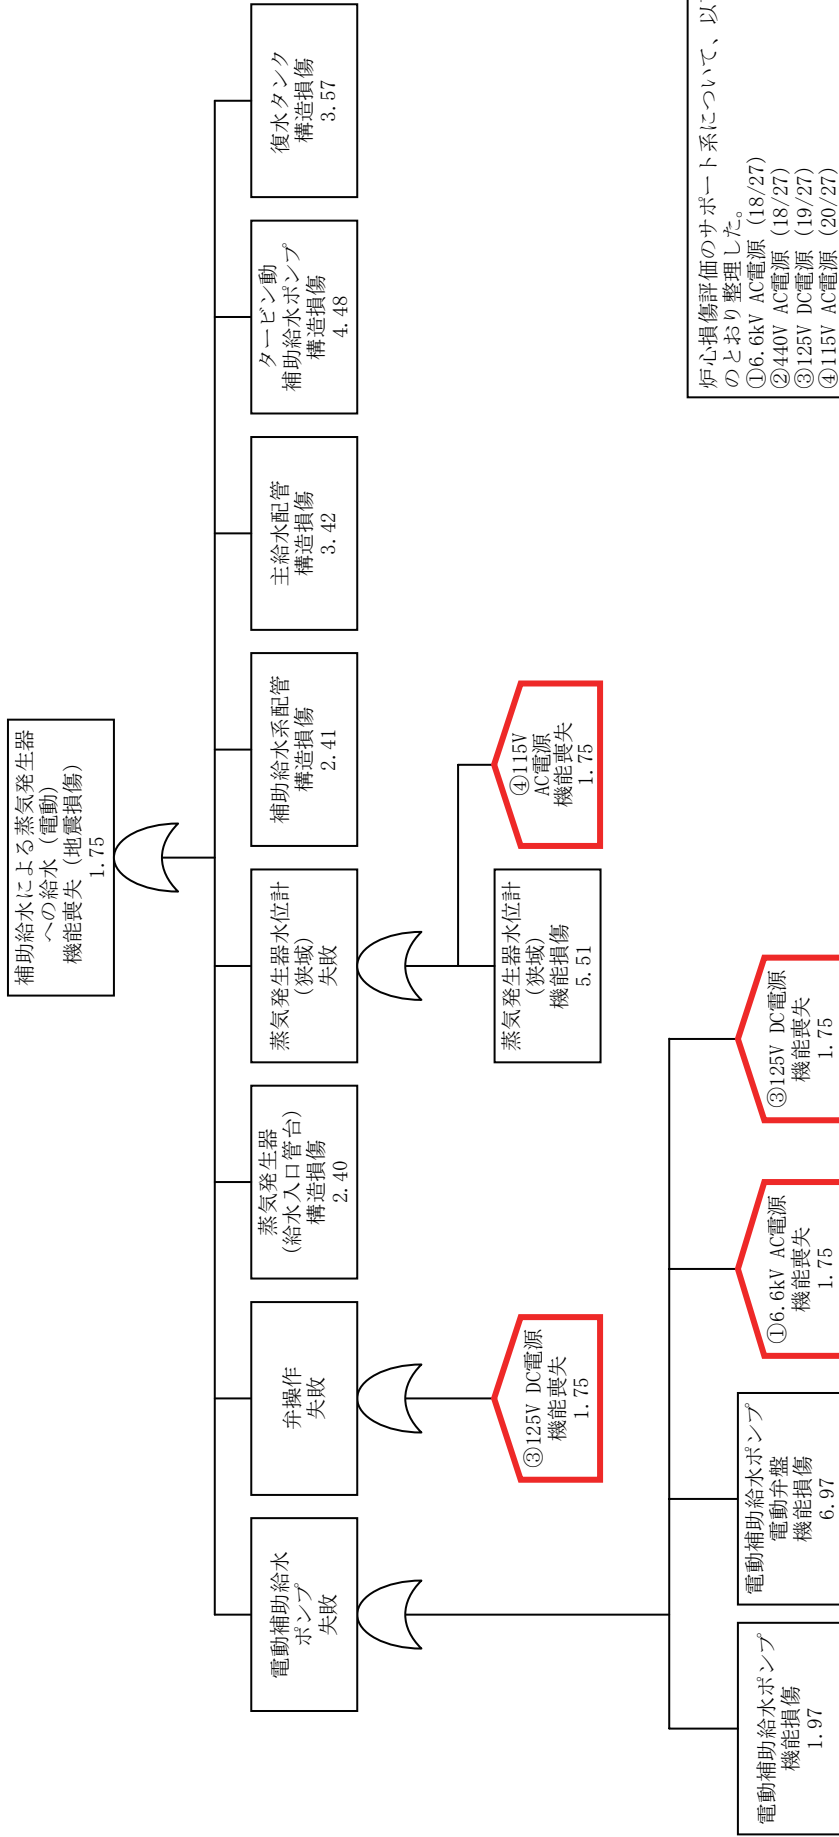 補助給水による蒸気発生器
への給水（電動）
機能喪失（地震損傷）
1.75
電動補助給水
ポンプ
失敗
弁操作
失敗
蒸気発生器
(給水入口管台)
構造損傷
2.40
蒸気発生器水位計
(狭域)
失敗
補助給水系配管
構造損傷
2.41
主給水配管
構造損傷
3.42
タービン動
補助給水ポンプ
構造損傷
4.48
復水タンク
構造損傷
3.57
③125V DC電源
機能喪失
1.75
蒸気発生器水位計
(狭域)
機能損傷
5.51
④115V
AC電源
機能喪失
1.75
電動補助給水ポンプ
機能損傷
1.97
電動補助給水ポンプ
電動弁盤
機能損傷
6.97
①6.6kV AC電源
機能喪失
1.75
③125V DC電源
機能喪失
1.75
炉心損傷評価のサポート系について、以
のとおり整理した。
①6.6kV AC電源 (18/27)
②440V AC電源 (18/27)
③125V DC電源 (19/27)
④115V AC電源 (20/27)